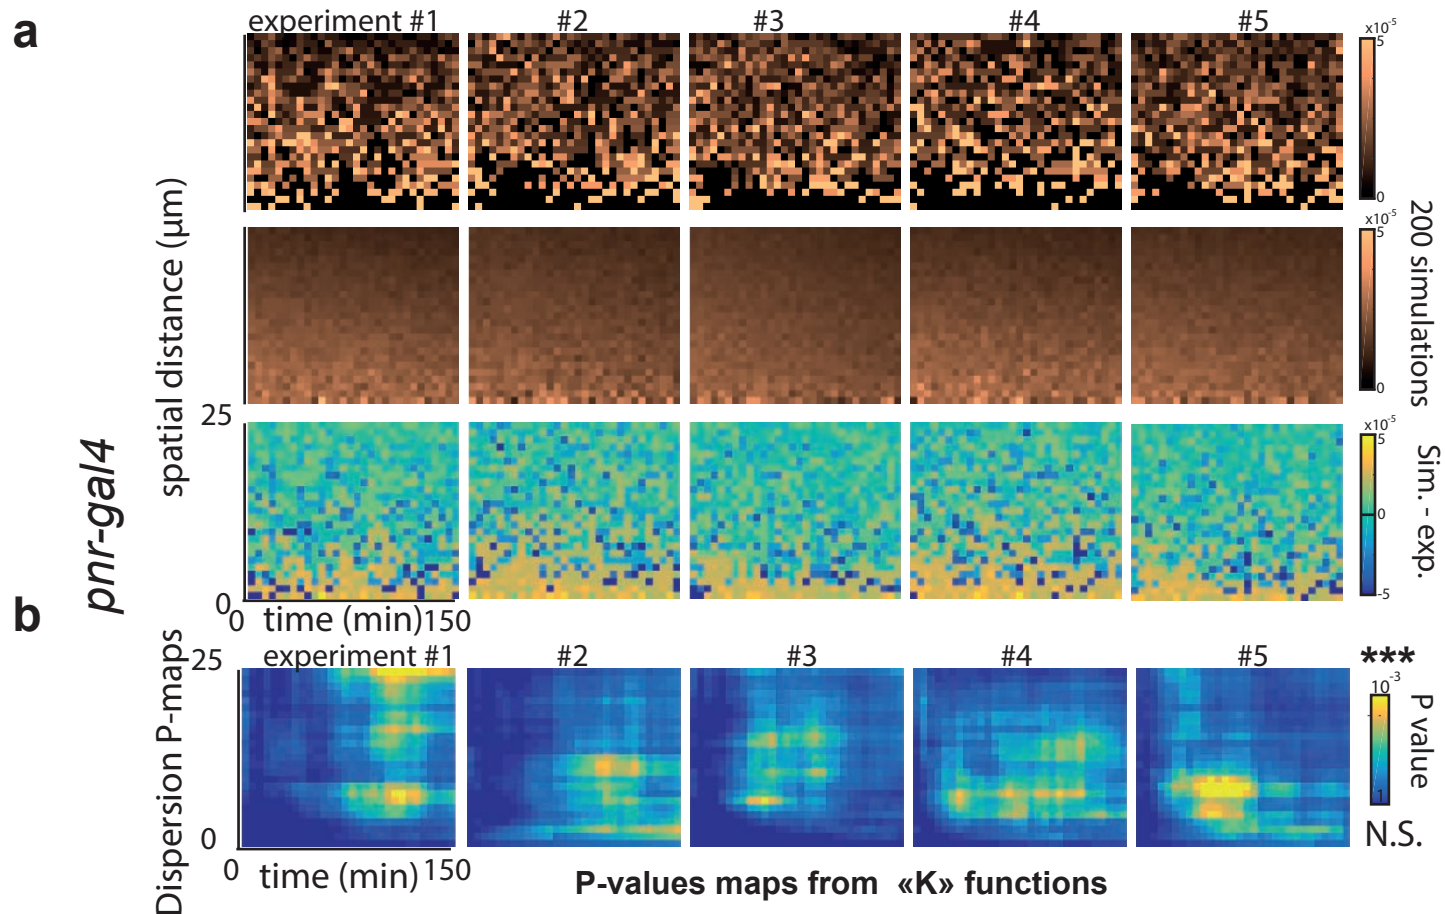 a
experiment #1 #2 #3 #4 #5
x10-5
5
0
spatial distance (µm)
x10-5
5
0
200 simulations
pnr-gal4
25
0
0 time (min) 150
x10-5
5
0
-5
Sim. - exp.
b
experiment #1 #2 #3 #4 #5
Dispersion P-maps
25
0
0 time (min) 150
***
10-3
1
P value
N.S.
P-values maps from «K» functions